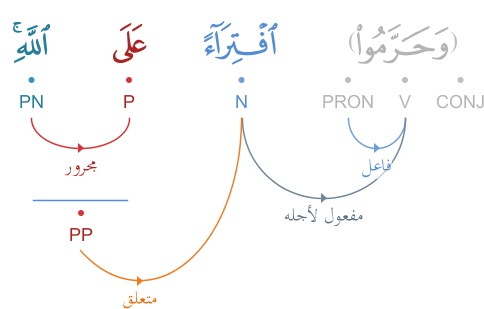 (وَحَرَّمُوا۟) ٱفْتِرَآءً عَلَى ٱللَّهِ ۚ
CONJ V PRON N P PN
فاعل
مجرور
مفعول لأجله
PP
متعلق